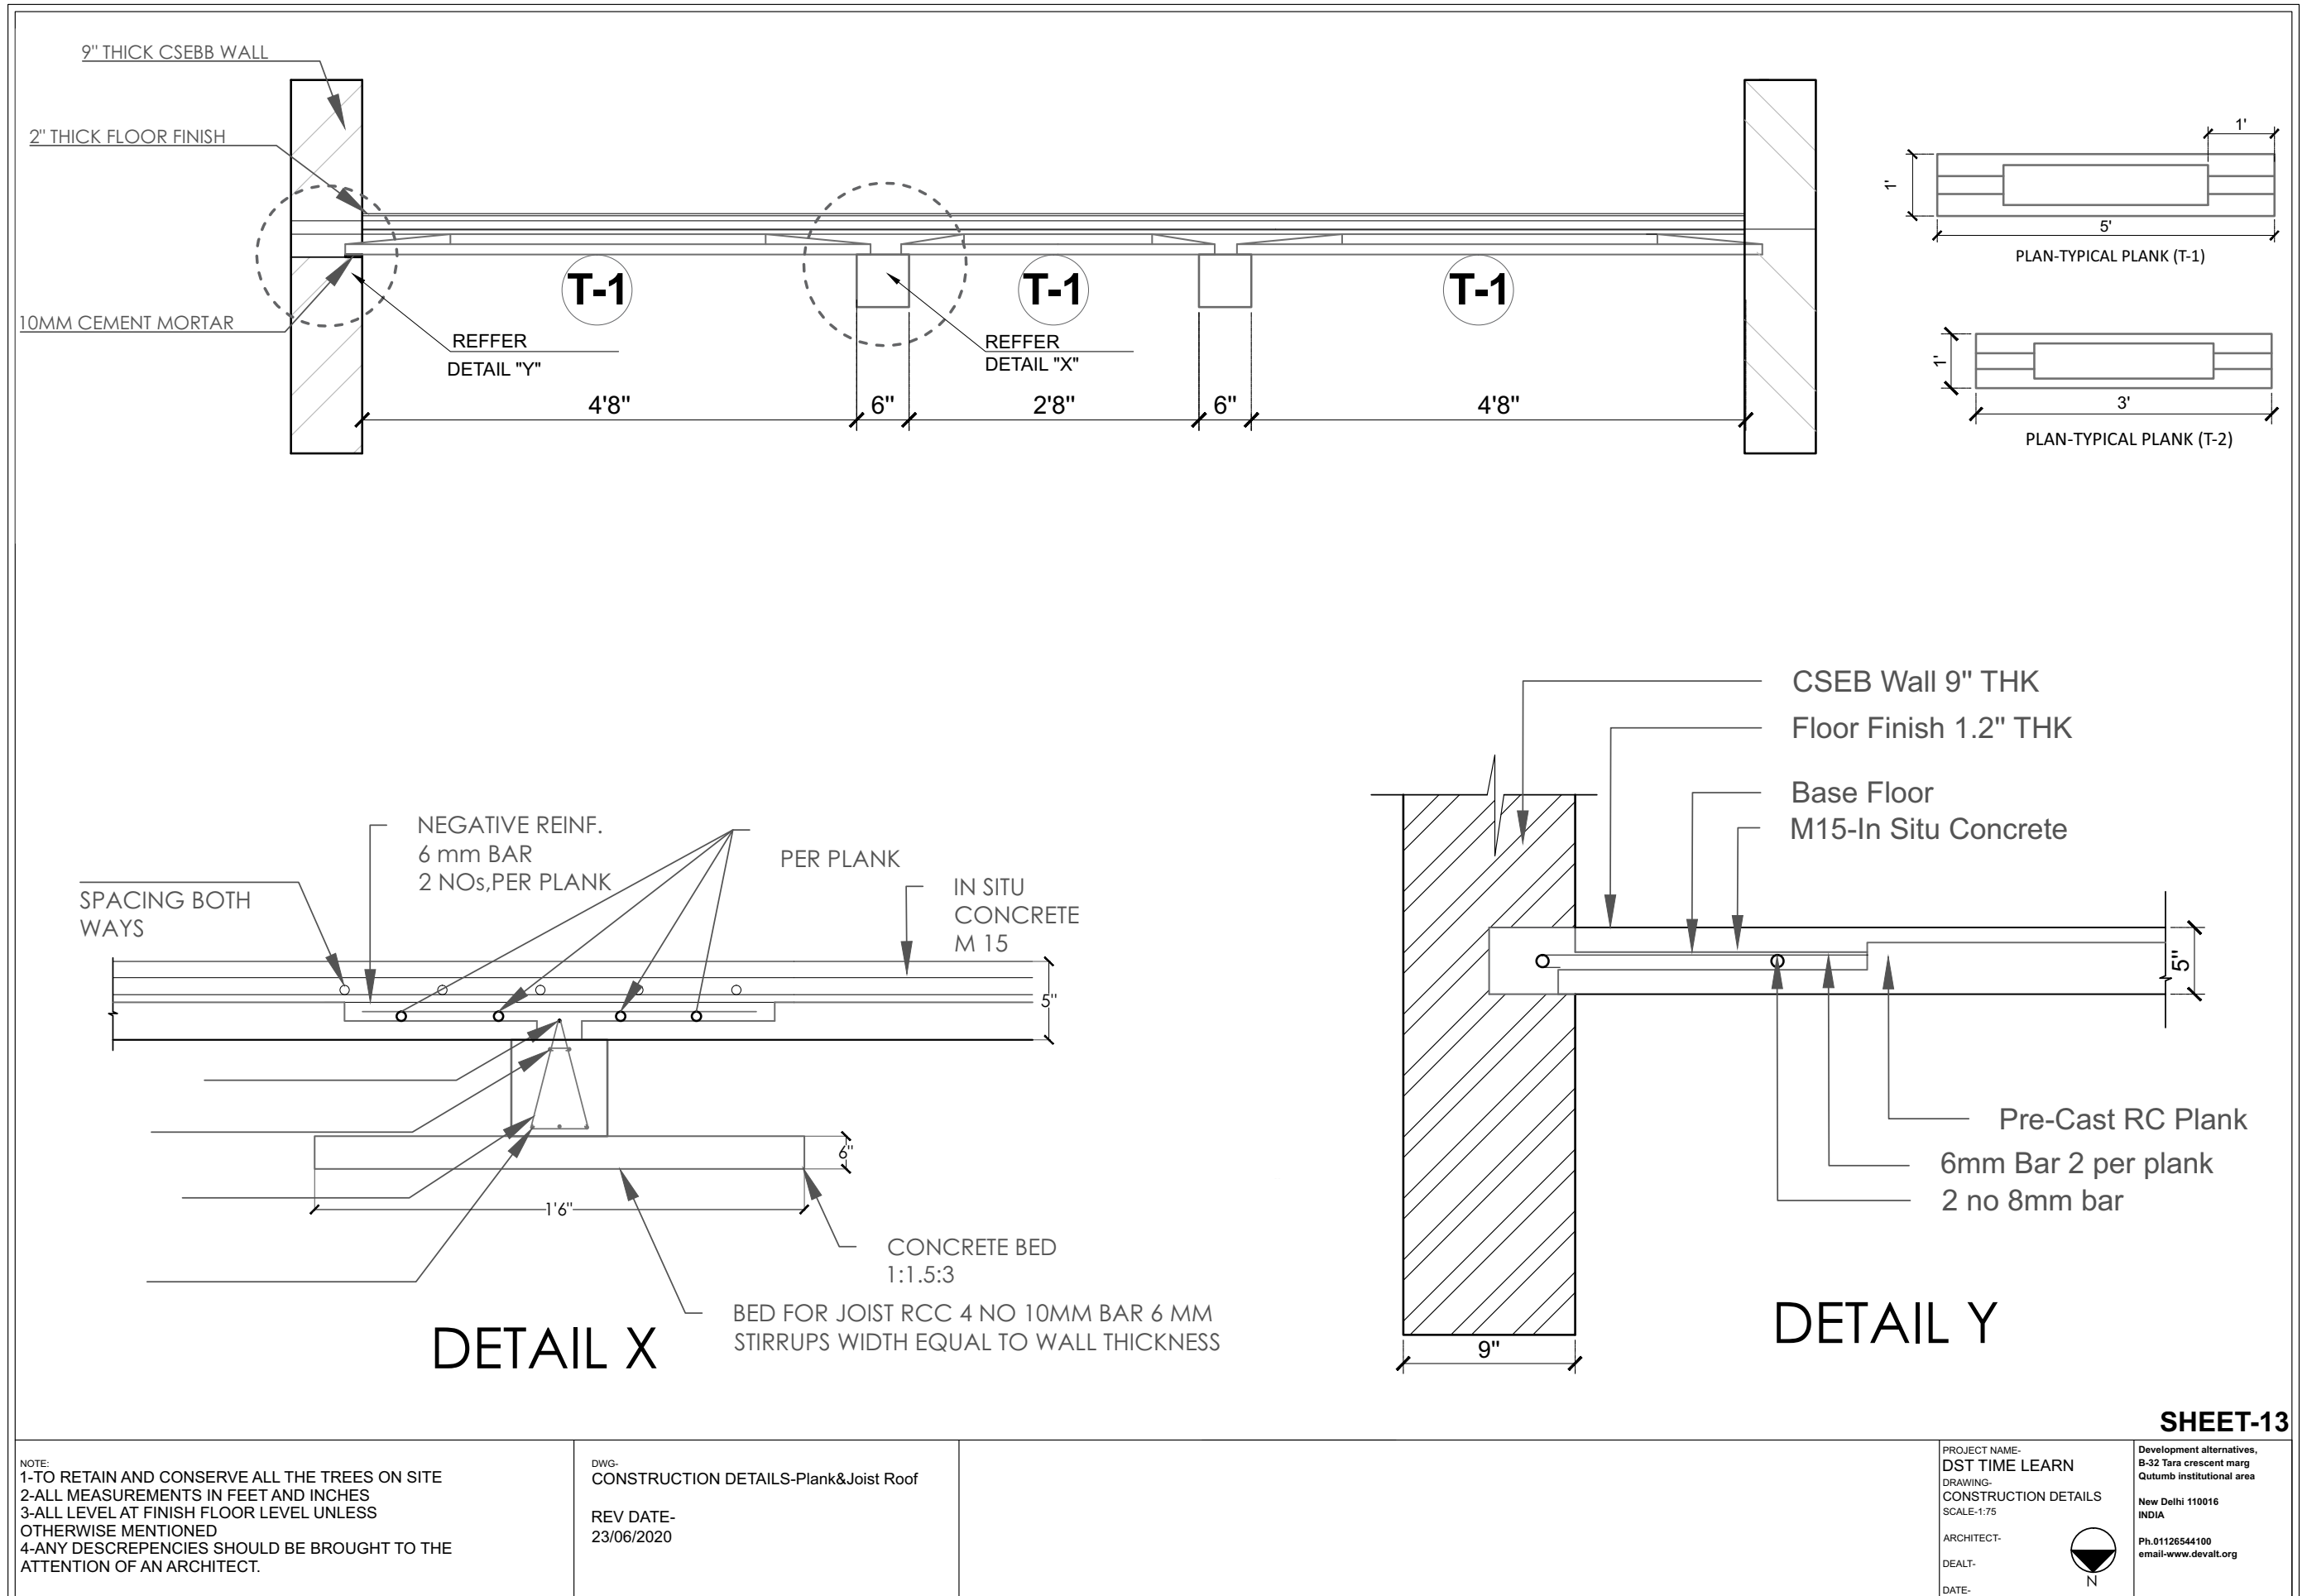 9" THICK CSEBB WALL
2" THICK FLOOR FINISH
10MM CEMENT MORTAR
T-1
T-1
T-1
REFFER
DETAIL "Y"
REFFER
DETAIL "X"
4'8"
6"
2'8"
6"
4'8"
1'
1'
5'
PLAN-TYPICAL PLANK (T-1)
1'
3'
PLAN-TYPICAL PLANK (T-2)
NEGATIVE REINF.
6 mm BAR
2 NOs,PER PLANK
PER PLANK
SPACING BOTH
WAYS
IN SITU
CONCRETE
M 15
5"
6"
1'6"
CONCRETE BED
1:1.5:3
BED FOR JOIST RCC 4 NO 10MM BAR 6 MM
STIRRUPS WIDTH EQUAL TO WALL THICKNESS
DETAIL X
CSEB Wall 9" THK
Floor Finish 1.2" THK
Base Floor
M15-In Situ Concrete
5"
Pre-Cast RC Plank
6mm Bar 2 per plank
2 no 8mm bar
9"
DETAIL Y
SHEET-13
NOTE:
1-TO RETAIN AND CONSERVE ALL THE TREES ON SITE
2-ALL MEASUREMENTS IN FEET AND INCHES
3-ALL LEVEL AT FINISH FLOOR LEVEL UNLESS
OTHERWISE MENTIONED
4-ANY DESCREPENCIES SHOULD BE BROUGHT TO THE
ATTENTION OF AN ARCHITECT.
DWG-
CONSTRUCTION DETAILS-Plank&Joist Roof
REV DATE-
23/06/2020
PROJECT NAME-
DST TIME LEARN
DRAWING-
CONSTRUCTION DETAILS
SCALE-1:75
ARCHITECT-
DEALT-
DATE-
N
Development alternatives,
B-32 Tara crescent marg
Qutumb institutional area
New Delhi 110016
INDIA
Ph.01126544100
email-www.devalt.org